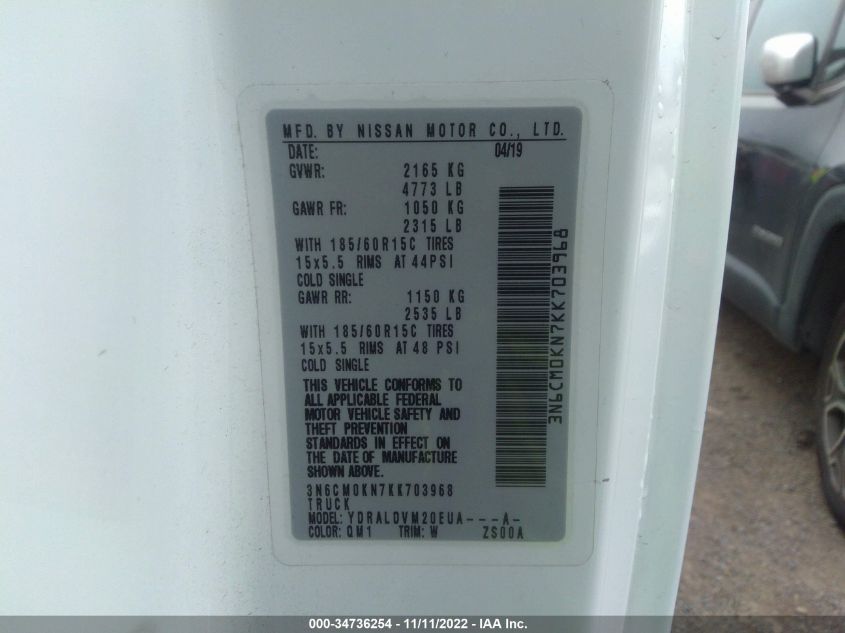 MFD. BY NISSAN MOTOR CO., LTD.
DATE: 04/19
GVWR: 2165 KG
4773 LB
GAWR FR: 1050 KG
2315 LB
WITH 185/60R15C TIRES
15x5.5 RIMS AT 44PSI
COLD SINGLE
GAWR RR: 1150 KG
2535 LB
WITH 185/60R15C TIRES
15x5.5 RIMS AT 48 PSI
COLD SINGLE
THIS VEHICLE CONFORMS TO
ALL APPLICABLE FEDERAL
MOTOR VEHICLE SAFETY AND
THEFT PREVENTION
STANDARDS IN EFFECT ON
THE DATE OF MANUFACTURE
SHOWN ABOVE.
3N6CM0KN7KK703968
TRUCK
MODEL: YDRALDVM20EUA---A-
COLOR: QM1 TRIM: W ZS00A
3N6CM0KN7KK703968
000-34736254 - 11/11/2022 - IAA Inc.